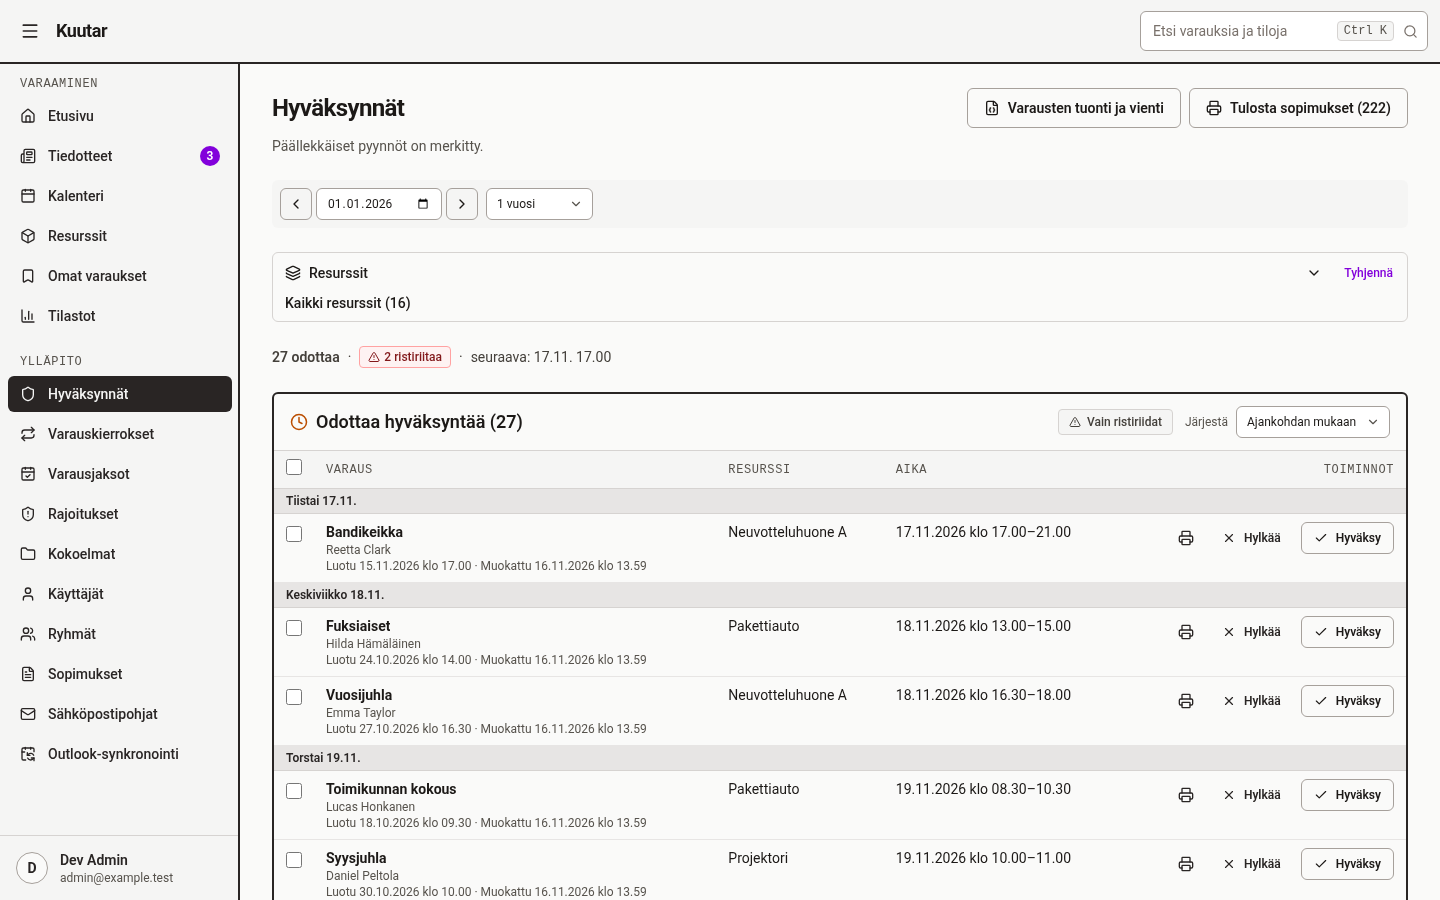 Kuutar
Etsi varauksia ja tiloja
Ctrl K
VARAAMINEN
Etusivu
Tiedotteet
3
Kalenteri
Resurssit
Omat varaukset
Tilastot
YLLÄPITO
Hyväksynnät
Varauskierrokset
Varausjaksot
Rajoitukset
Kokoelmat
Käyttäjät
Ryhmät
Sopimukset
Sähköpostipohjat
Outlook-synkronointi
D
Dev Admin
admin@example.test
Hyväksynnät
Varausten tuonti ja vienti
Tulosta sopimukset (222)
Päällekkäiset pyynnöt on merkitty.
01.01.2026
1 vuosi
Resurssit
Tyhjennä
Kaikki resurssit (16)
27 odottaa · 2 ristiriitaa · seuraava: 17.11. 17.00
Odottaa hyväksyntää (27)
Vain ristiriidat
Järjestä
Ajankohdan mukaan
VARAUS RESURSSI AIKA TOIMINNOT
Tiistai 17.11.
Bandikeikka Neuvotteluhuone A 17.11.2026 klo 17.00–21.00 Hylkää Hyväksy
Reetta Clark
Luotu 15.11.2026 klo 17.00 · Muokattu 16.11.2026 klo 13.59
Keskiviikko 18.11.
Fuksiaiset Pakettiauto 18.11.2026 klo 13.00–15.00 Hylkää Hyväksy
Hilda Hämäläinen
Luotu 24.10.2026 klo 14.00 · Muokattu 16.11.2026 klo 13.59
Vuosijuhla Neuvotteluhuone A 18.11.2026 klo 16.30–18.00 Hylkää Hyväksy
Emma Taylor
Luotu 27.10.2026 klo 16.30 · Muokattu 16.11.2026 klo 13.59
Torstai 19.11.
Toimikunnan kokous Pakettiauto 19.11.2026 klo 08.30–10.30 Hylkää Hyväksy
Lucas Honkanen
Luotu 18.10.2026 klo 09.30 · Muokattu 16.11.2026 klo 13.59
Syysjuhla Projektori 19.11.2026 klo 10.00–11.00 Hylkää Hyväksy
Daniel Peltola
Luotu 30.10.2026 klo 10.00 · Muokattu 16.11.2026 klo 13.59